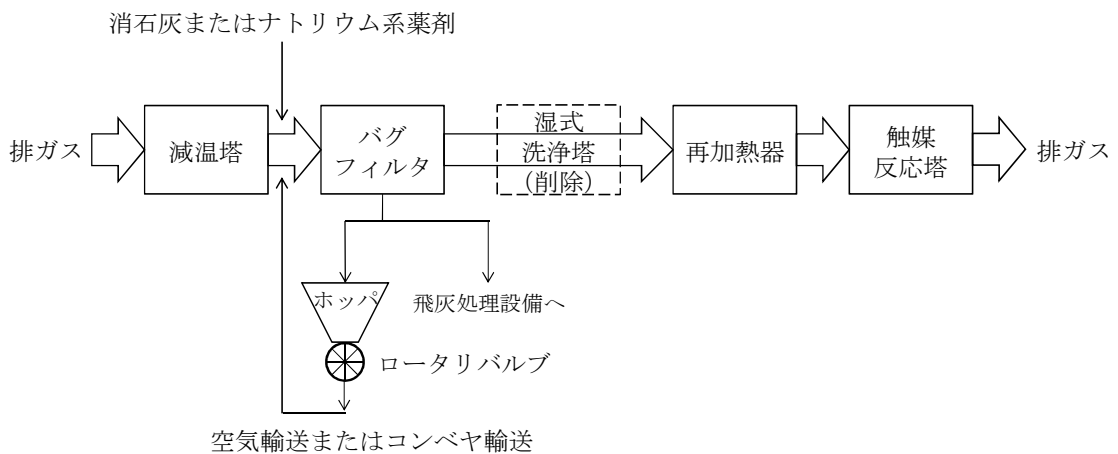 消石灰またはナトリウム系薬剤
排ガス
減温塔
バグ
フィルタ
湿式
洗浄塔
(削除)
再加熱器
触媒
反応塔
排ガス
ホッパ
飛灰処理設備へ
ロータリバルブ
空気輸送またはコンベヤ輸送